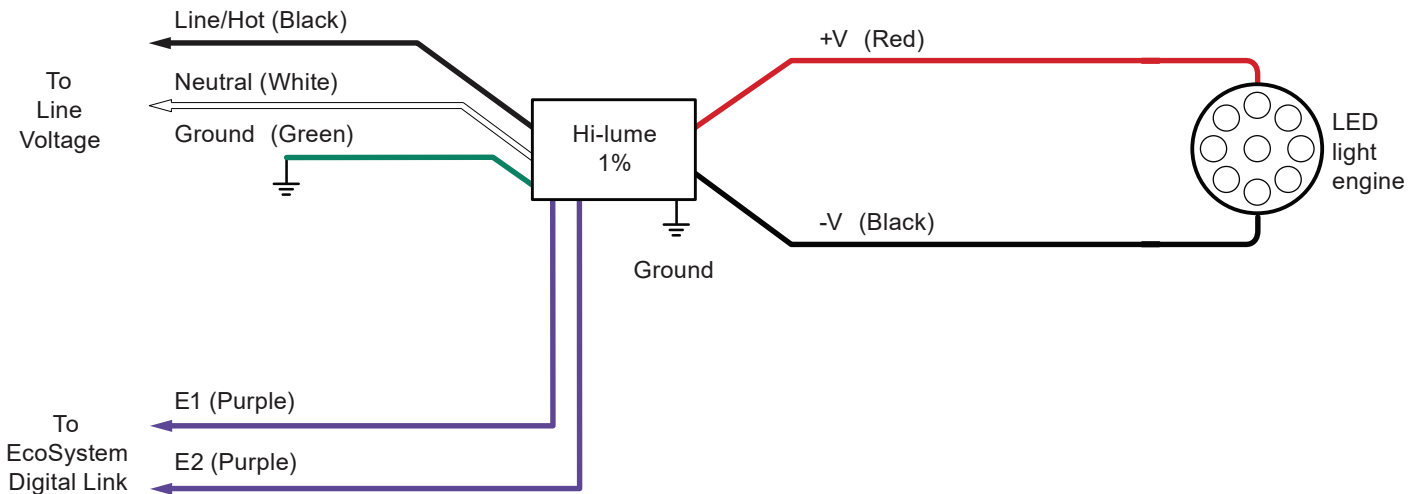 Line/Hot (Black)
To
Line
Voltage
Neutral (White)
Ground (Green)
Hi-lume
1%
Ground
+V (Red)
-V (Black)
LED
light
engine
To
EcoSystem
Digital Link
E1 (Purple)
E2 (Purple)